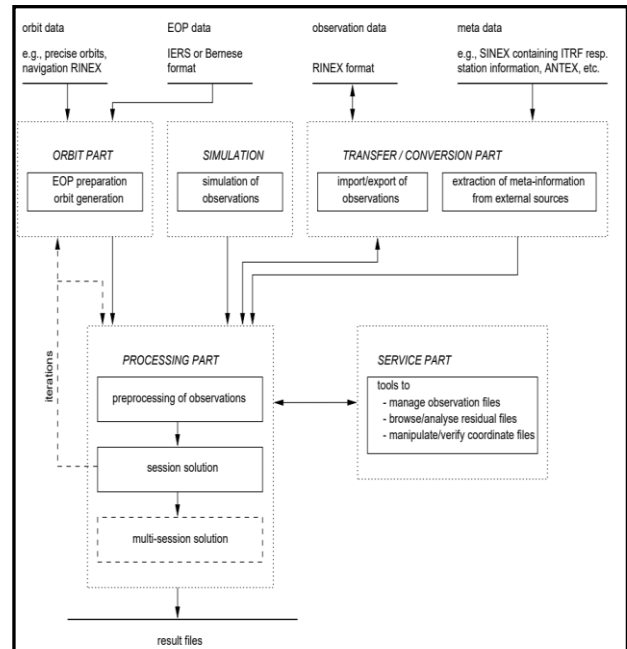 orbit data
EOP data
observation data
meta data
e.g., precise orbits,
navigation RINEX
IERS or Bernese
format
RINEX format
e.g., SINEX containing ITRF resp.
station information, ANTEX, etc.
ORBIT PART
SIMULATION
TRANSFER / CONVERSION PART
EOP preparation
orbit generation
simulation of
observations
import/export of
observations
extraction of meta-information
from external sources
iterations
PROCESSING PART
SERVICE PART
preprocessing of observations
tools to
- manage observation files
- browse/analyse residual files
- manipulate/verify coordinate files
session solution
multi-session solution
result files